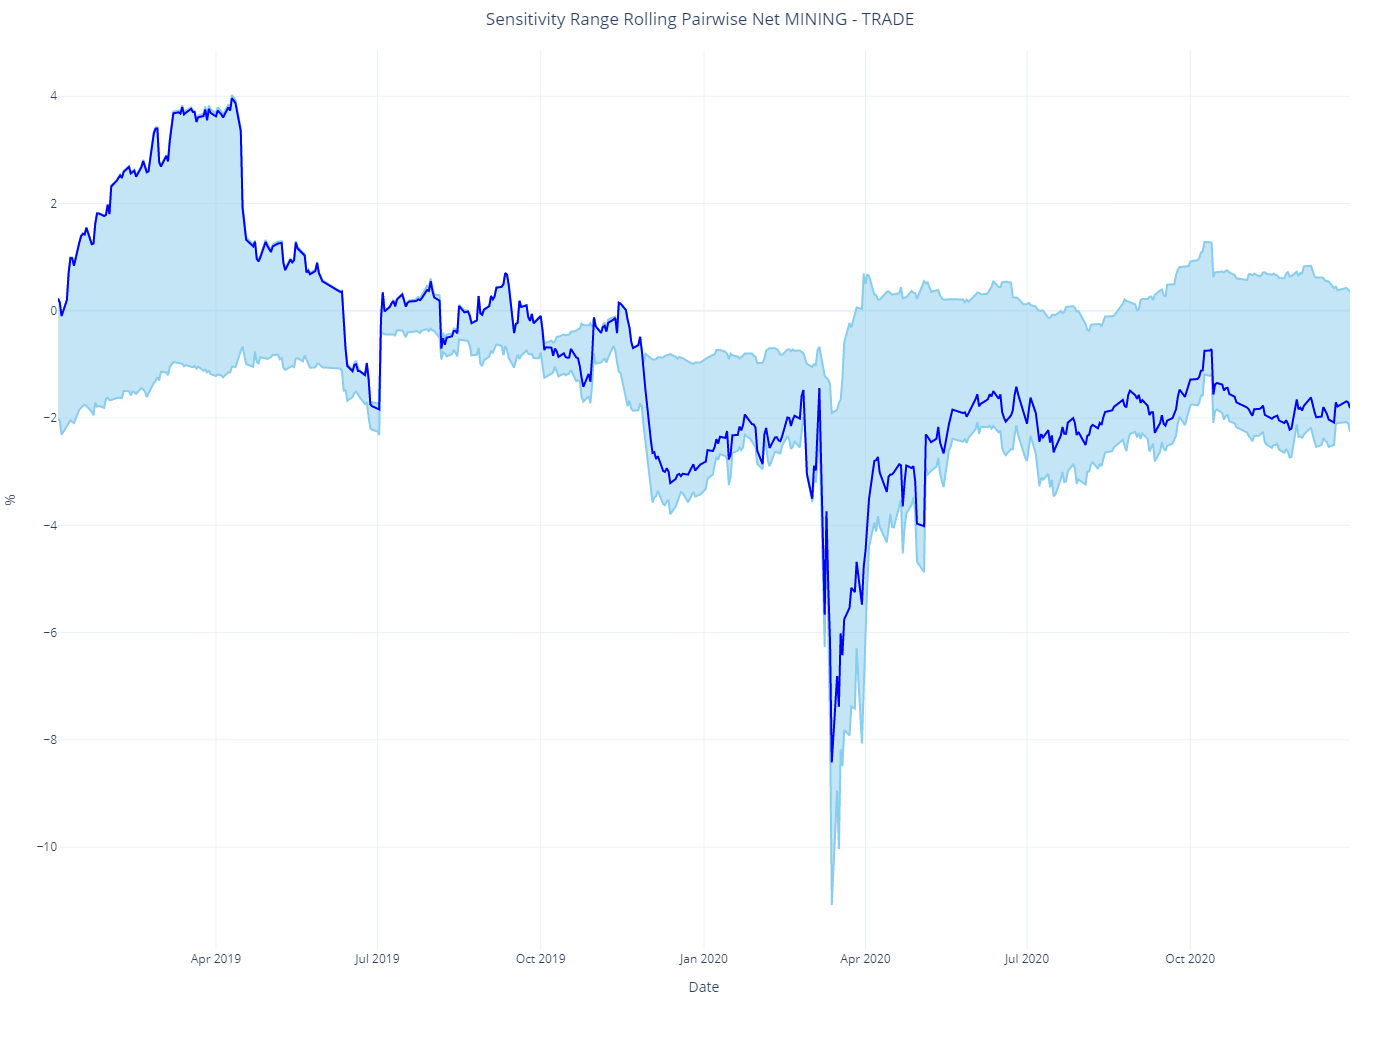 Sensitivity Range Rolling Pairwise Net MINING - TRADE
4
2
0
−2
−4
−6
−8
−10
%
Apr 2019
Jul 2019
Oct 2019
Jan 2020
Apr 2020
Jul 2020
Oct 2020
Date